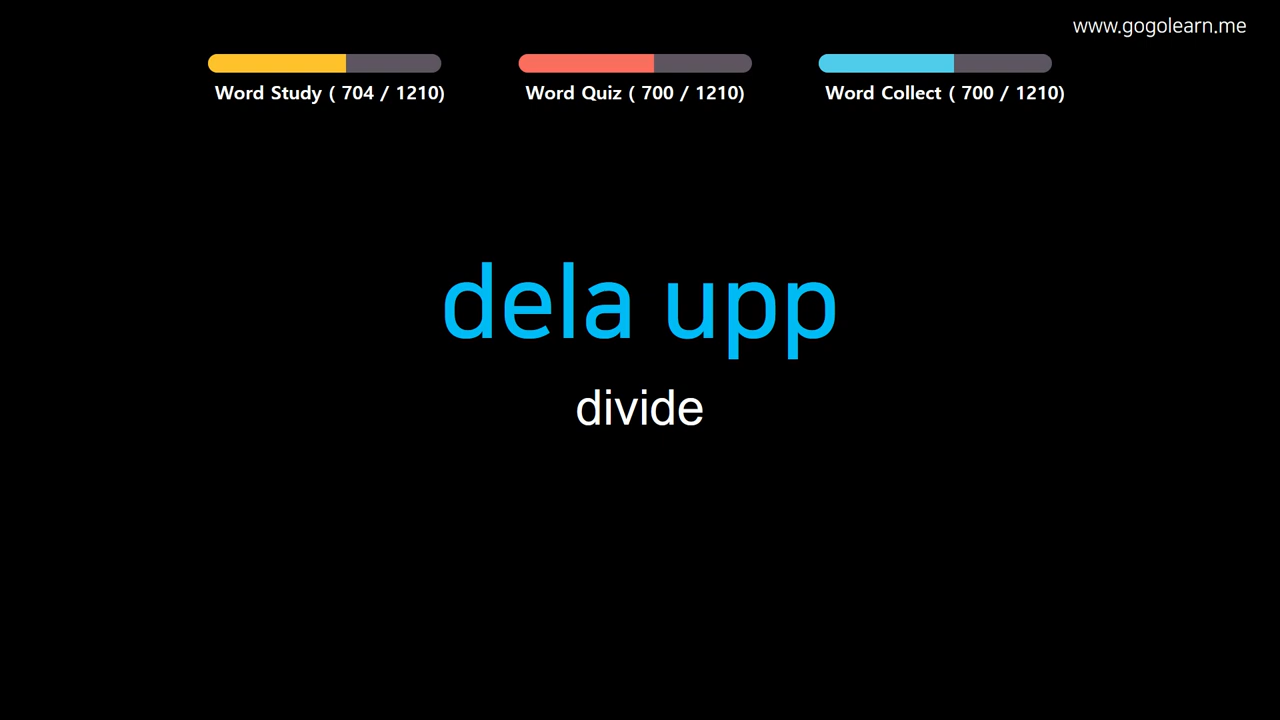 www.gogolearn.me
Word Study ( 704 / 1210)
Word Quiz ( 700 / 1210)
Word Collect ( 700 / 1210)
dela upp
divide